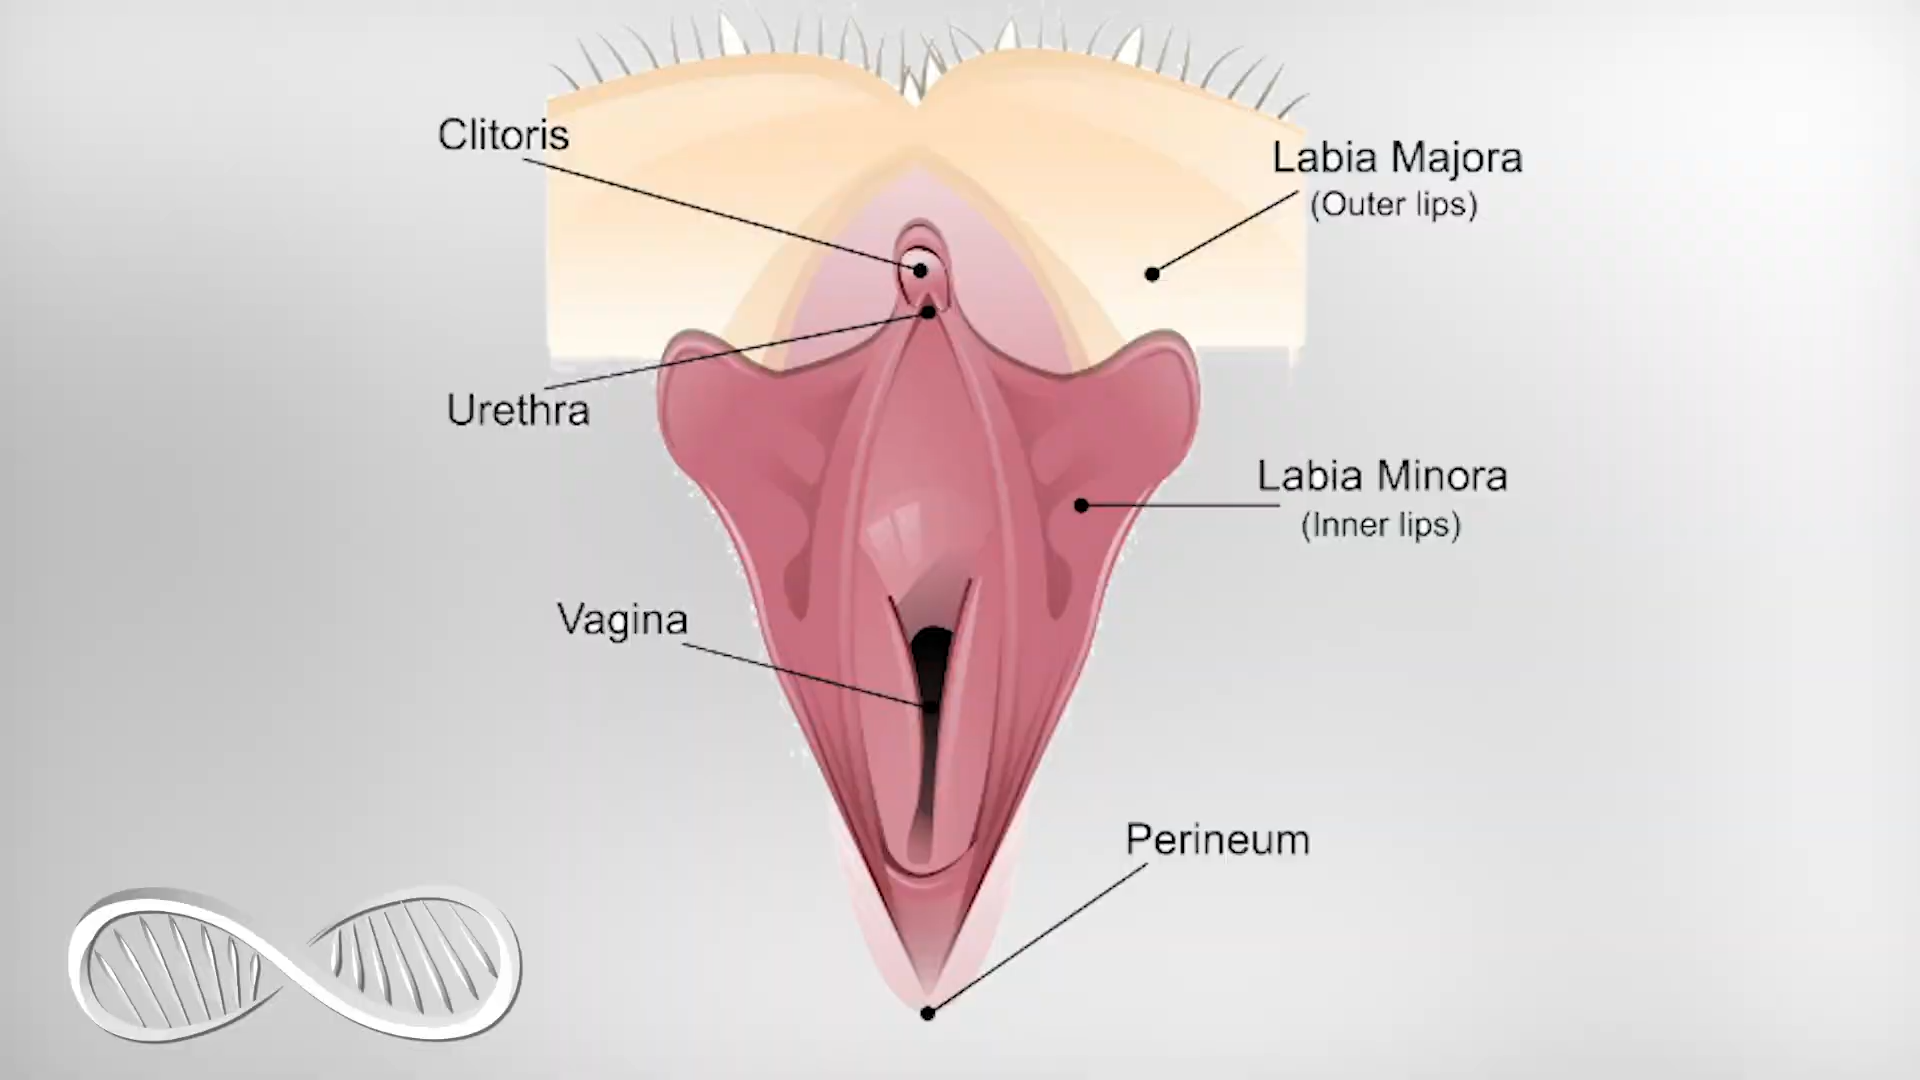 Clitoris
Labia Majora
(Outer lips)
Urethra
Labia Minora
(Inner lips)
Vagina
Perineum